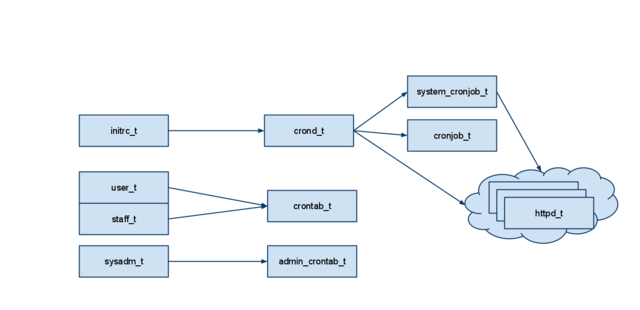 system_cronjob_t
initrc_t
crond_t
cronjob_t
user_t
staff_t
crontab_t
httpd_t
sysadm_t
admin_crontab_t